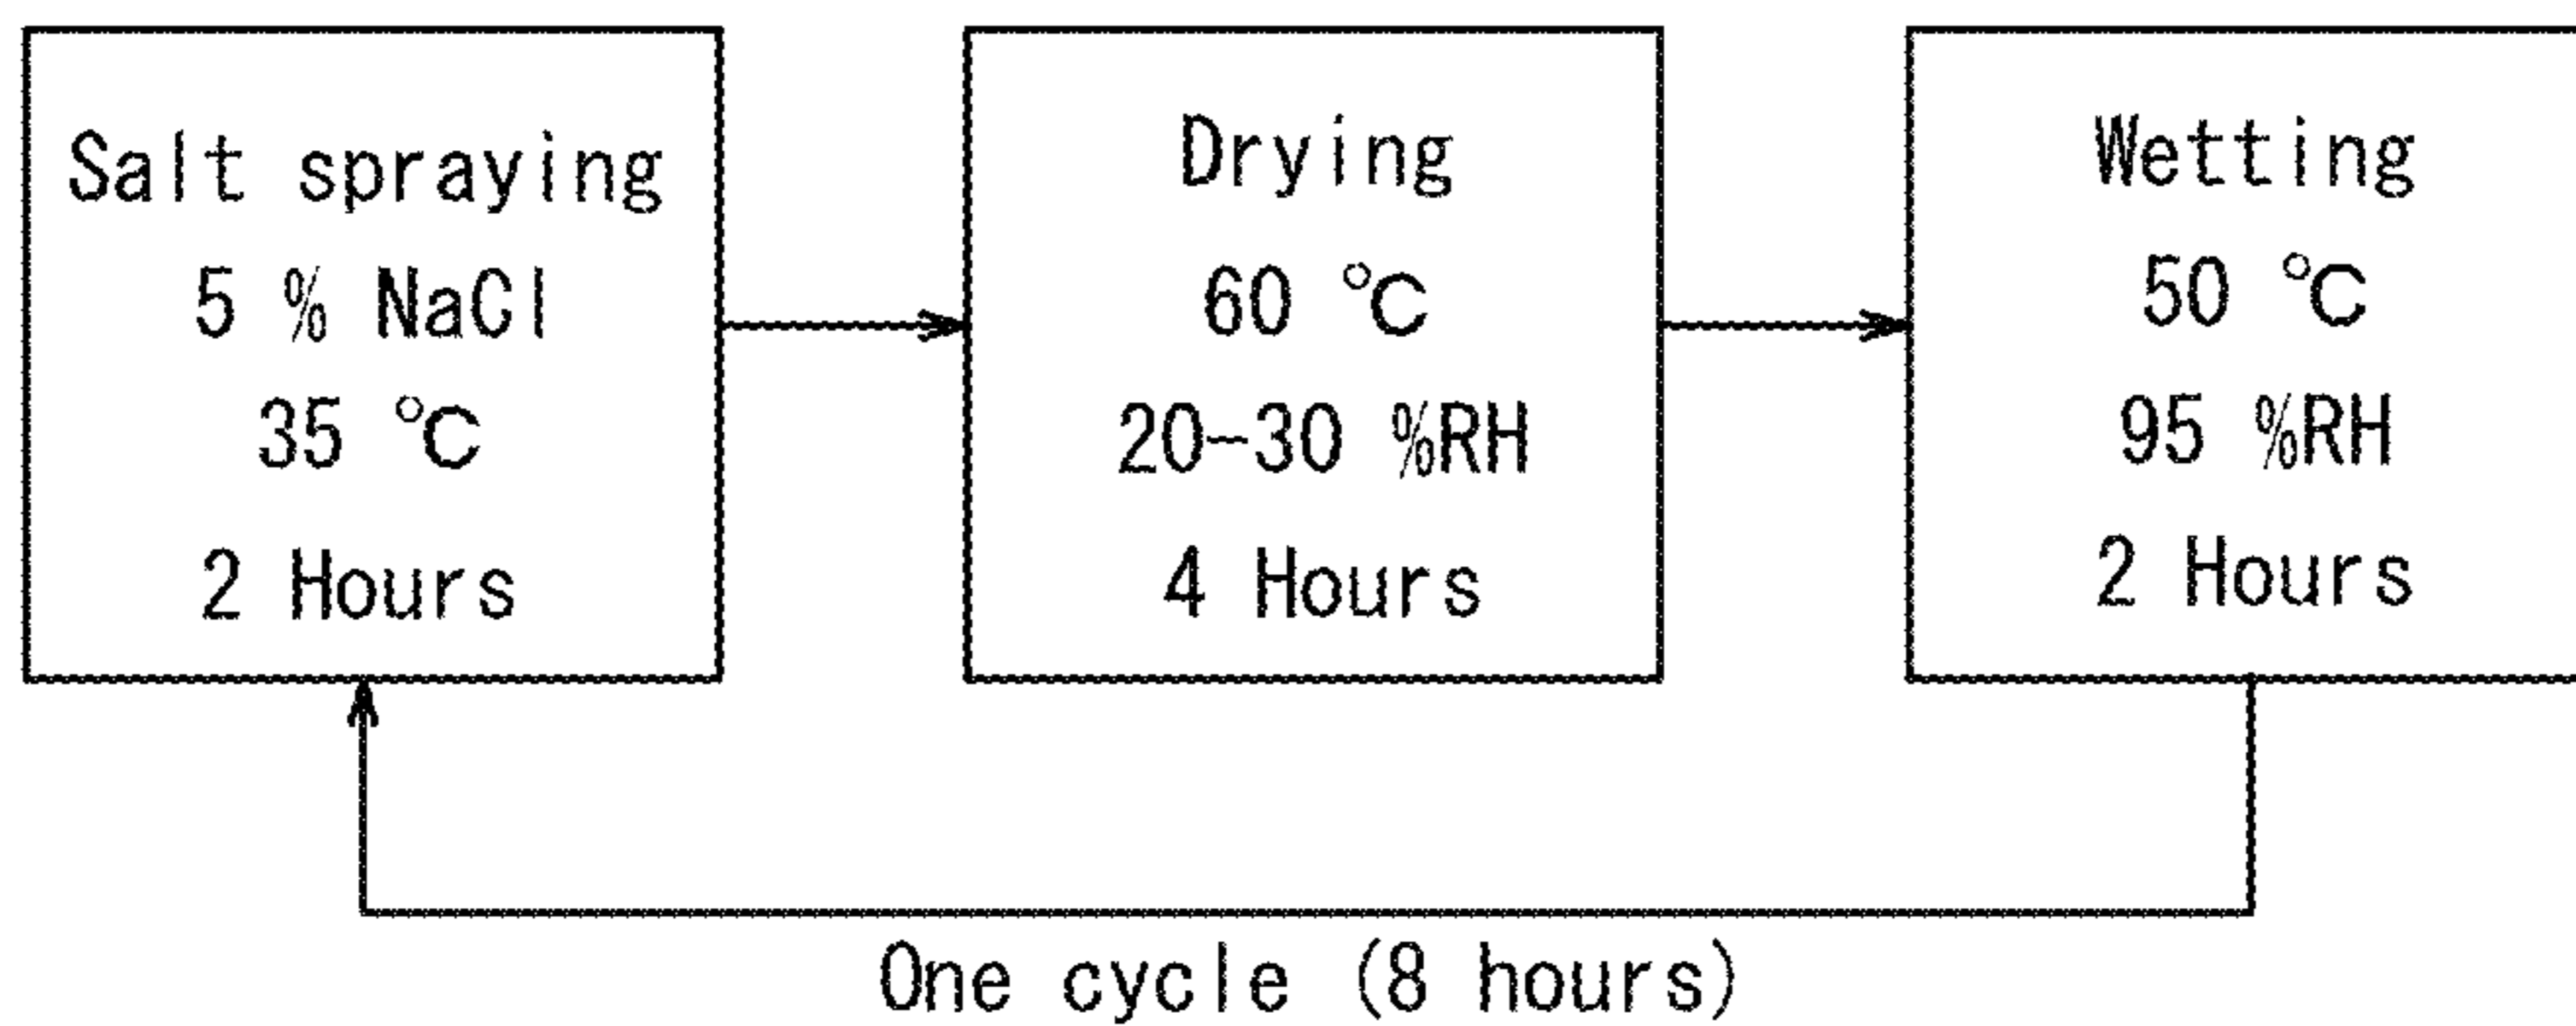 Salt spraying
5 % NaCl
35 ℃
2 Hours
Drying
60 ℃
20-30 %RH
4 Hours
Wetting
50 ℃
95 %RH
2 Hours
One cycle (8 hours)